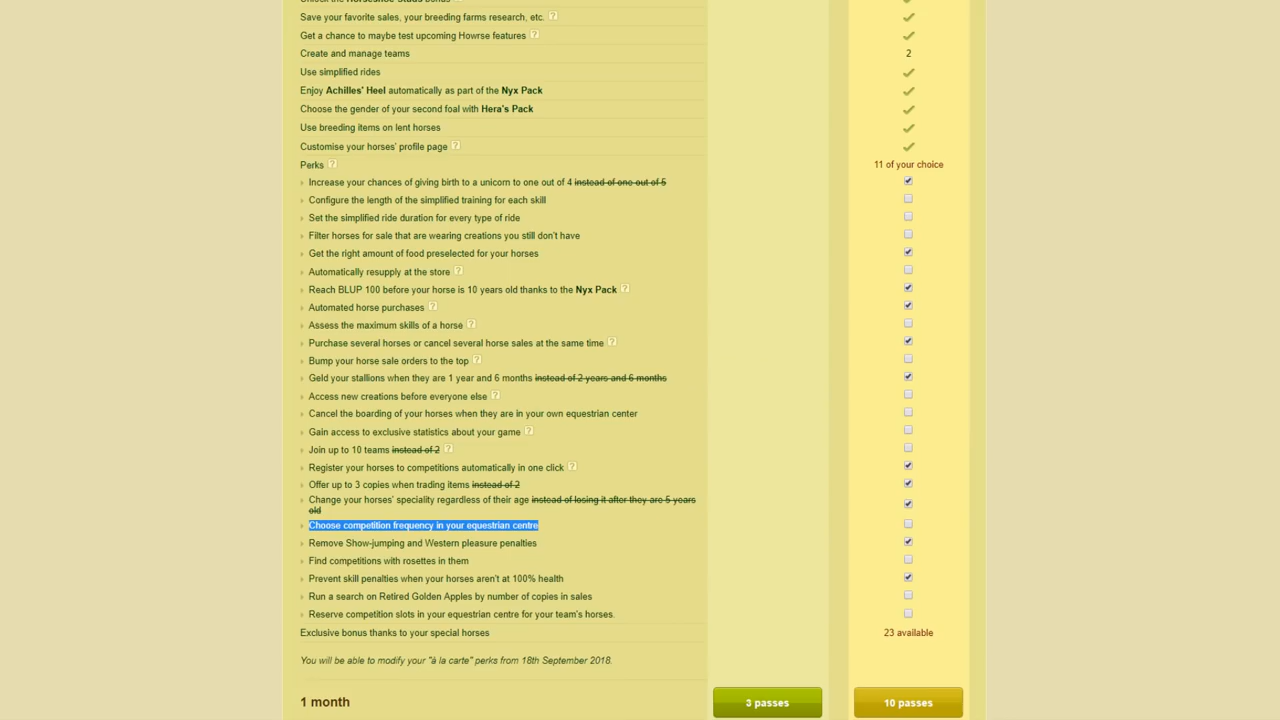 Unlock the Horseshoe Studs bonus ?
Save your favorite sales, your breeding farms research, etc. ?
Get a chance to maybe test upcoming Howrse features ?
Create and manage teams 2
Use simplified rides
Enjoy Achilles' Heel automatically as part of the Nyx Pack
Choose the gender of your second foal with Hera's Pack
Use breeding items on lent horses
Customise your horses' profile page ?
Perks ? 11 of your choice
Increase your chances of giving birth to a unicorn to one out of 4 instead of one out of 5
Configure the length of the simplified training for each skill
Set the simplified ride duration for every type of ride
Filter horses for sale that are wearing creations you still don't have
Get the right amount of food preselected for your horses
Automatically resupply at the store ?
Reach BLUP 100 before your horse is 10 years old thanks to the Nyx Pack ?
Automated horse purchases ?
Assess the maximum skills of a horse ?
Purchase several horses or cancel several horse sales at the same time ?
Bump your horse sale orders to the top ?
Geld your stallions when they are 1 year and 6 months instead of 2 years and 6 months
Access new creations before everyone else ?
Cancel the boarding of your horses when they are in your own equestrian center
Gain access to exclusive statistics about your game ?
Join up to 10 teams instead of 2 ?
Register your horses to competitions automatically in one click ?
Offer up to 3 copies when trading items instead of 2
Change your horses' speciality regardless of their age instead of losing it after they are 5 years
old
Choose competition frequency in your equestrian centre
Remove Show-jumping and Western pleasure penalties
Find competitions with rosettes in them
Prevent skill penalties when your horses aren't at 100% health
Run a search on Retired Golden Apples by number of copies in sales
Reserve competition slots in your equestrian centre for your team's horses.
Exclusive bonus thanks to your special horses 23 available
You will be able to modify your "à la carte" perks from 18th September 2018.
1 month 3 passes 10 passes